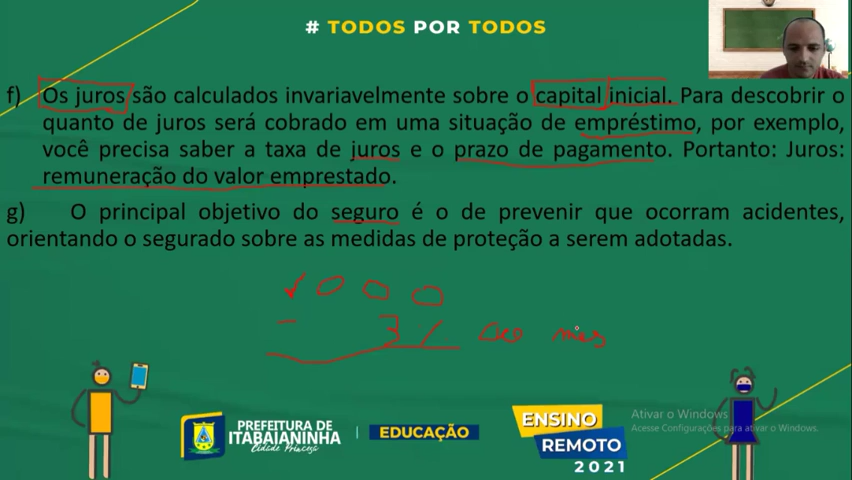 # TODOS POR TODOS
f) Os juros são calculados invariavelmente sobre o capital inicial. Para descobrir o
quanto de juros será cobrado em uma situação de empréstimo, por exemplo,
você precisa saber a taxa de juros e o prazo de pagamento. Portanto: Juros:
remuneração do valor emprestado.
g) O principal objetivo do seguro é o de prevenir que ocorram acidentes,
orientando o segurado sobre as medidas de proteção a serem adotadas.
1000
3% ao mês
PREFEITURA DE
ITABAIANINHA
Cidade Princesa
EDUCAÇÃO
ENSINO
REMOTO
2021
Ativar o Windows
Acesse Configurações para ativar o Windows.